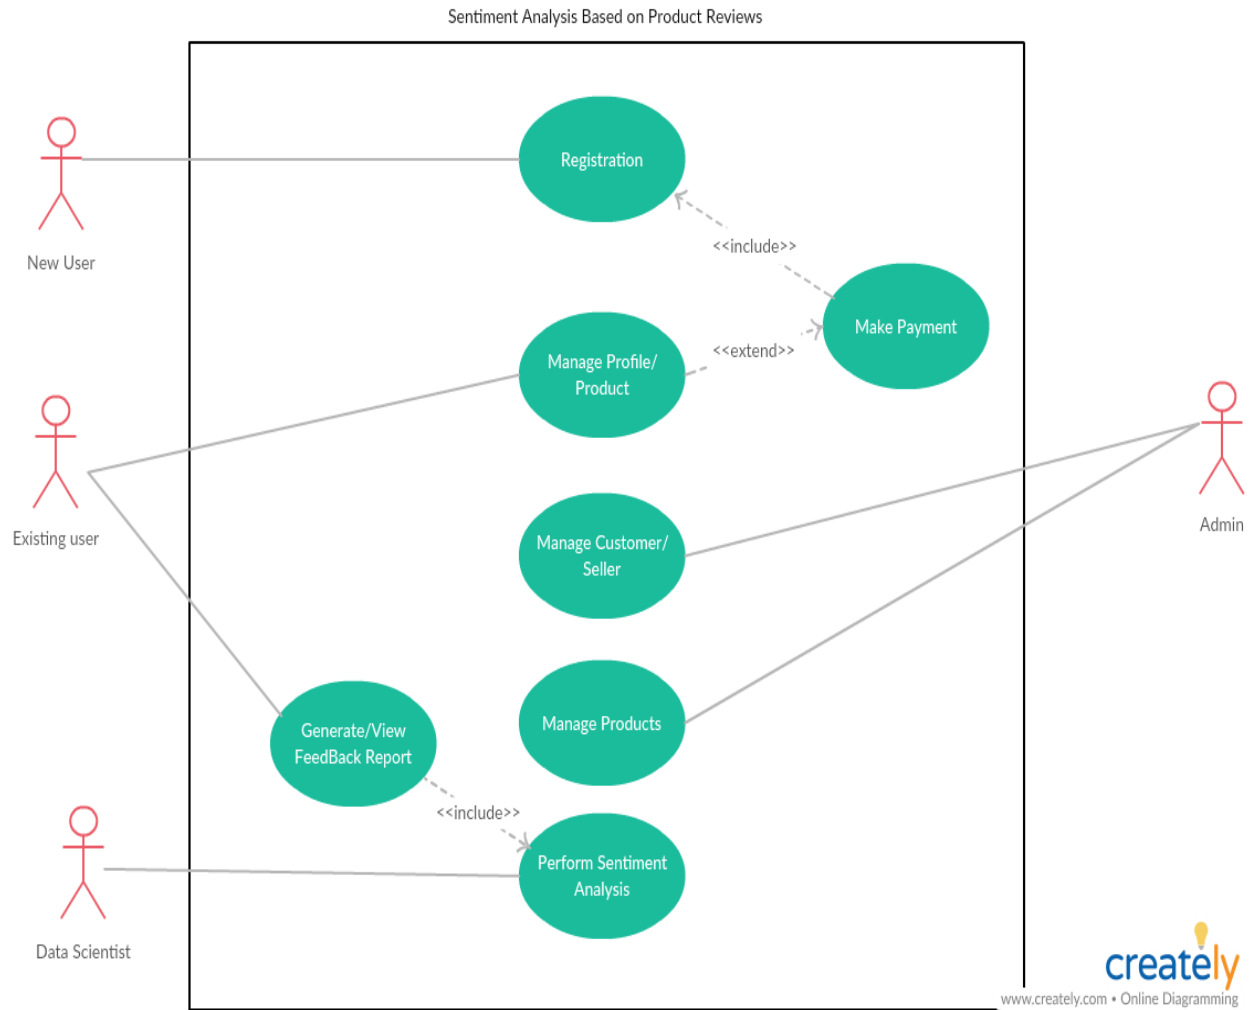 Sentiment Analysis Based on Product Reviews
Registration
New User
<<include>>
Make Payment
<<extend>>
Manage Profile/
Product
Existing user
Admin
Manage Customer/
Seller
Manage Products
Generate/View
FeedBack Report
<<include>>
Perform Sentiment
Analysis
Data Scientist
creately
www.creately.com • Online Diagramming